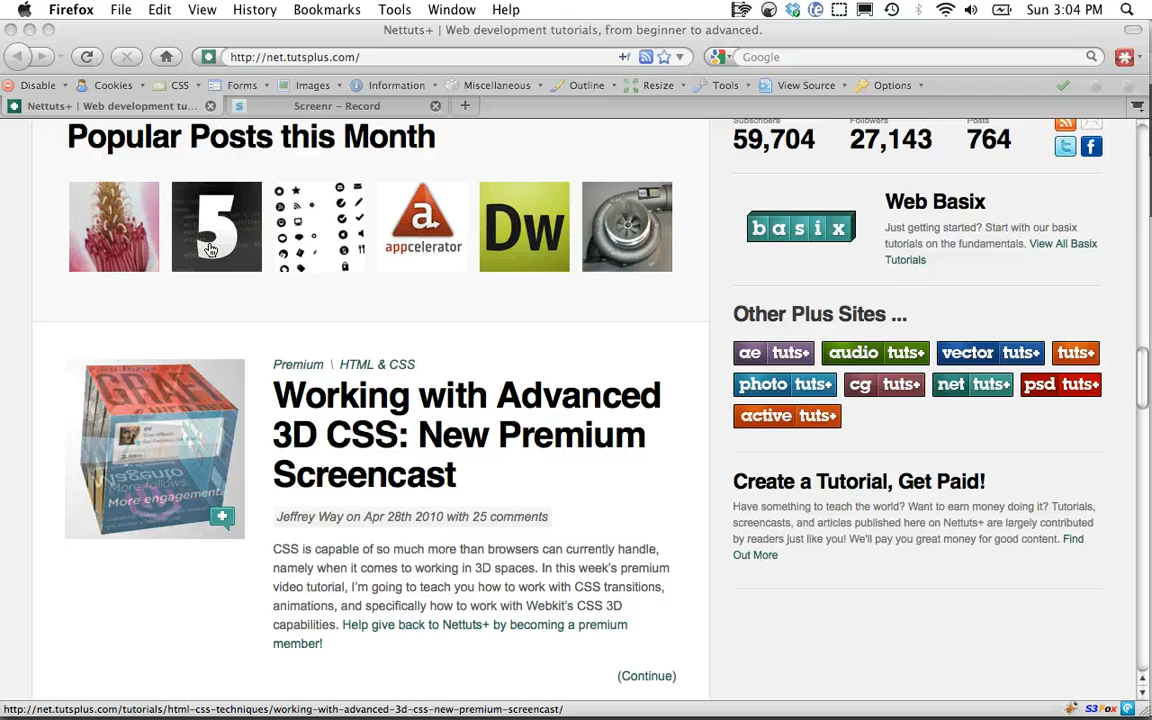 Firefox File Edit View History Bookmarks Tools Window Help Sun 3:04 PM
Nettuts+ | Web development tutorials, from beginner to advanced.
http://net.tutsplus.com/ Google
Disable Cookies CSS Forms Images Information Miscellaneous Outline Resize Tools View Source Options
Nettuts+ | Web development tu... Screenr - Record
Popular Posts this Month
Subscribers Followers Posts
59,704 27,143 764
5
appcelerator
Dw
basix
Web Basix
Just getting started? Start with our basix
tutorials on the fundamentals. View All Basix
Tutorials
Other Plus Sites ...
ae tuts+ audio tuts+ vector tuts+ tuts+
photo tuts+ cg tuts+ net tuts+ psd tuts+
active tuts+
Create a Tutorial, Get Paid!
Have something to teach the world? Want to earn money doing it? Tutorials,
screencasts, and articles published here on Nettuts+ are largely contributed
by readers just like you! We'll pay you great money for good content. Find
Out More
Premium \ HTML & CSS
Working with Advanced
3D CSS: New Premium
Screencast
Jeffrey Way on Apr 28th 2010 with 25 comments
CSS is capable of so much more than browsers can currently handle,
namely when it comes to working in 3D spaces. In this week's premium
video tutorial, I'm going to teach you how to work with CSS transitions,
animations, and specifically how to work with Webkit's CSS 3D
capabilities. Help give back to Nettuts+ by becoming a premium
member!
(Continue)
Magento
More follows
More engagement
http://net.tutsplus.com/tutorials/html-css-techniques/working-with-advanced-3d-css-new-premium-screencast/
S3Fox